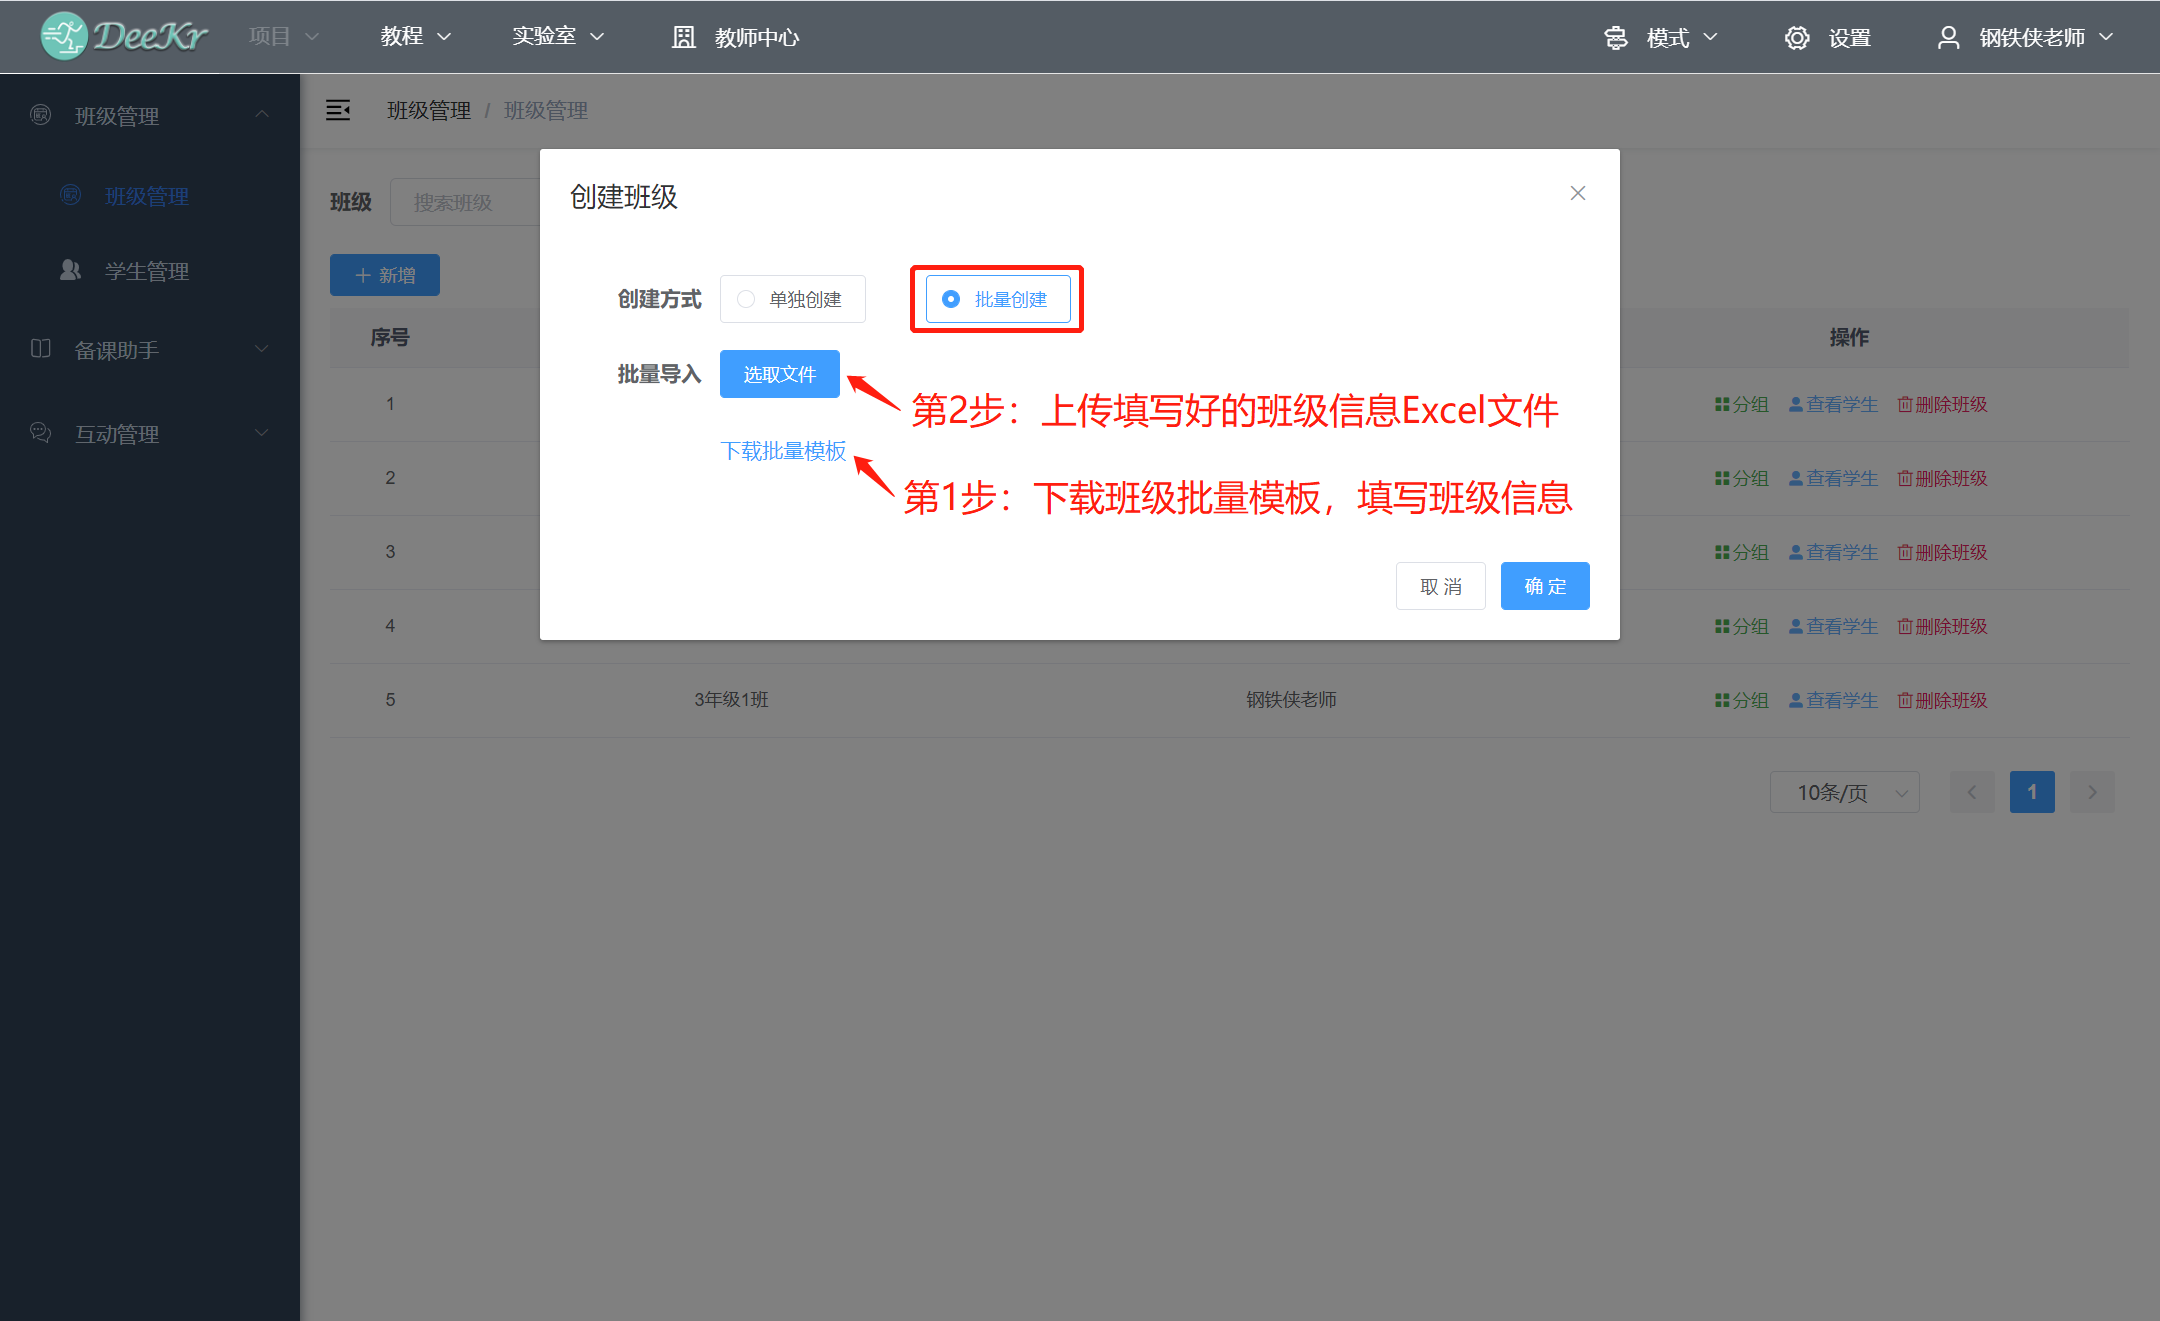 DeeKr 项目 教程 实验室 教师中心 模式 设置 钢铁侠老师
班级管理
班级管理
学生管理
备课助手
互动管理
班级管理 / 班级管理
班级 搜索班级
+ 新增
序号 操作
1 分组 查看学生 删除班级
2 分组 查看学生 删除班级
3 分组 查看学生 删除班级
4 分组 查看学生 删除班级
5 3年级1班 钢铁侠老师 分组 查看学生 删除班级
10条/页 1
创建班级
创建方式 单独创建 批量创建
批量导入 选取文件
第2步：上传填写好的班级信息Excel文件
下载批量模板
第1步：下载班级批量模板，填写班级信息
取 消 确 定